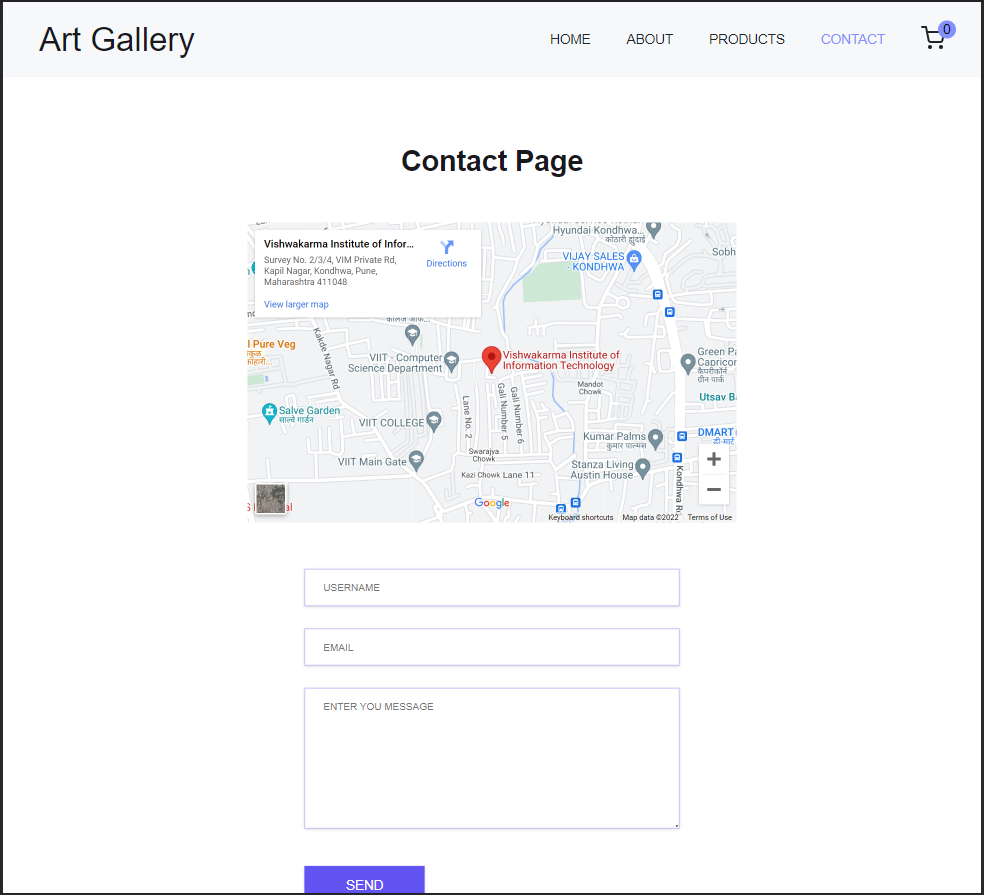 Art Gallery
HOME
ABOUT
PRODUCTS
CONTACT
0
Contact Page
Vishwakarma Institute of Infor...
Survey No. 2/3/4, VIM Private Rd,
Kapil Nagar, Kondhwa, Pune,
Maharashtra 411048
Directions
View larger map
Hyundai Kondhwa...
कोठारी ह्युंदाई
VIJAY SALES
- KONDHWA
Sobh
l Pure Veg
Kakde Nagar Rd
VIIT - Computer
Science Department
Vishwakarma Institute of
Information Technology
Green Pa
Capricor
कैपरीकॉर्न
ग्रीन पार्क
Mandot
Chowk
Utsav B
Salve Garden
साल्वे गार्डन
VIIT COLLEGE
Lane No. 2
Gali Number 5
Gali Number 6
Kumar Palms
कुमार पाल्मस
DMART
डी-मार्ट
VIIT Main Gate
Swarajya
Chowk
Kazi Chowk
Lane 11
Stanza Living
Austin House
Kondhwa Rd
+
−
Google
Keyboard shortcuts
Map data ©2022
Terms of Use
USERNAME
EMAIL
ENTER YOU MESSAGE
SEND